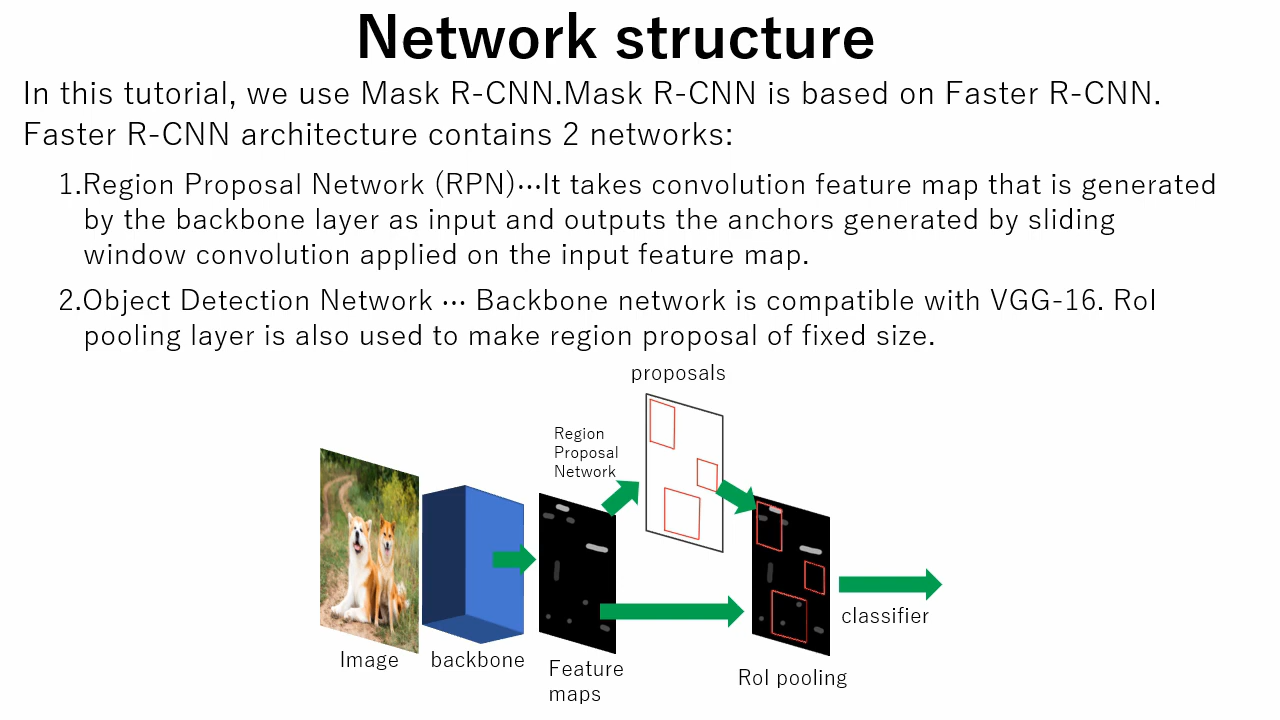 Network structure
In this tutorial, we use Mask R-CNN.Mask R-CNN is based on Faster R-CNN.
Faster R-CNN architecture contains 2 networks:
1.Region Proposal Network (RPN)…It takes convolution feature map that is generated
by the backbone layer as input and outputs the anchors generated by sliding
window convolution applied on the input feature map.
2.Object Detection Network … Backbone network is compatible with VGG-16. RoI
pooling layer is also used to make region proposal of fixed size.
proposals
Region
Proposal
Network
classifier
Image
backbone
Feature
maps
RoI pooling